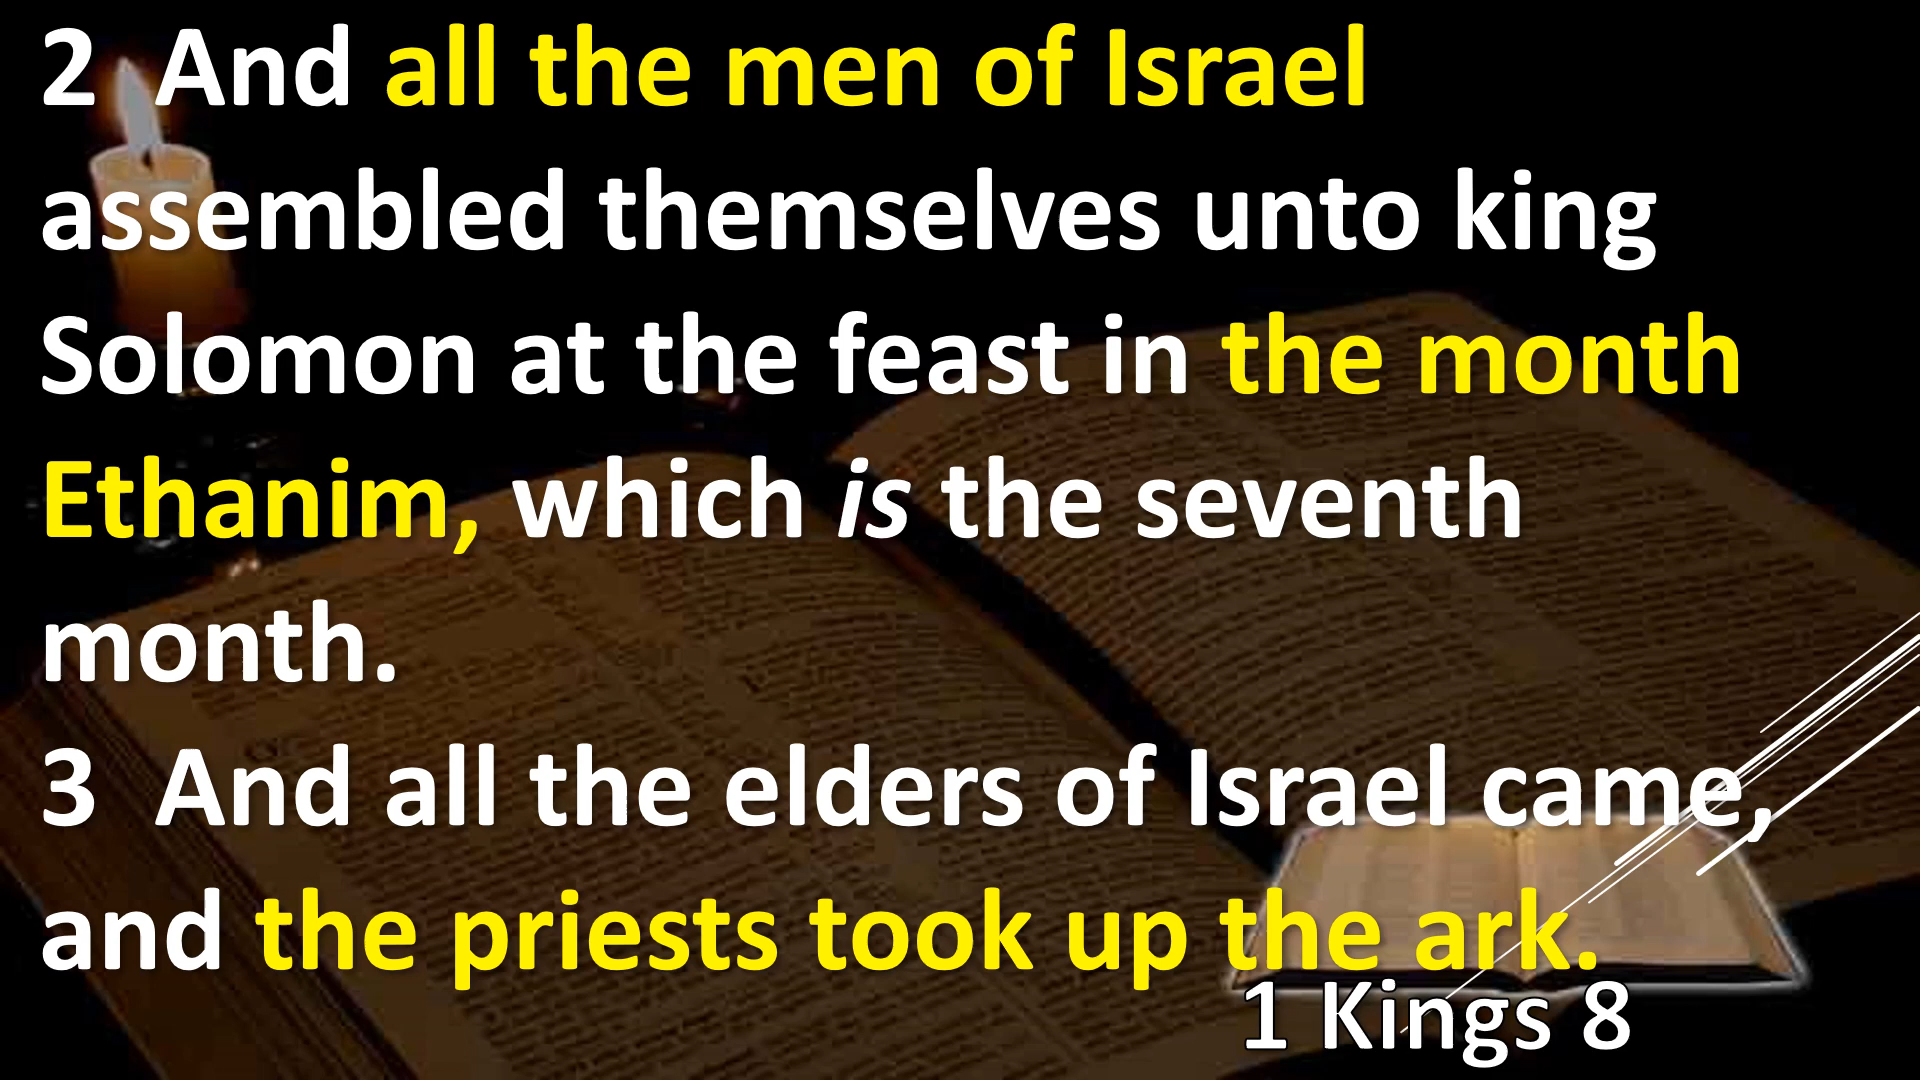 2  And all the men of Israel
assembled themselves unto king
Solomon at the feast in the month
Ethanim, which is the seventh
month.
3  And all the elders of Israel came,
and the priests took up the ark.
1 Kings 8